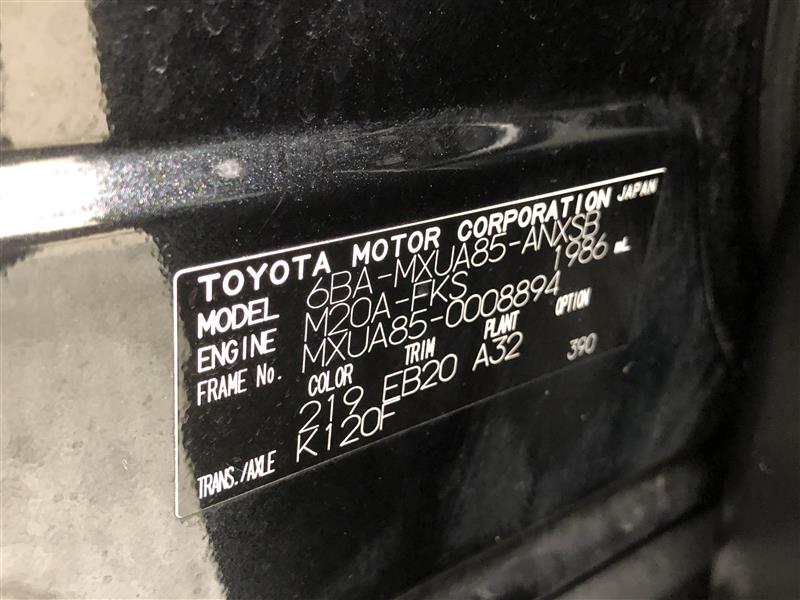 TOYOTA MOTOR CORPORATION JAPAN
MODEL 6BA-MXUA85-ANXSB
ENGINE M20A-FKS 1986 mL
FRAME No. MXUA85-0008894
COLOR TRIM PLANT OPTION
219 EB20 A32 390
TRANS./AXLE K120F